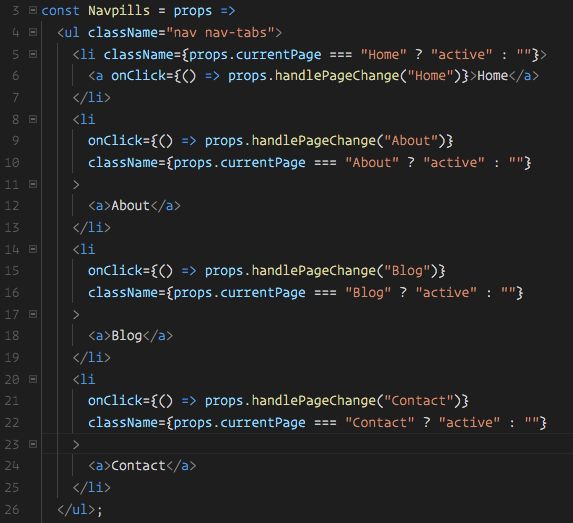 3 const Navpills = props =>
4 <ul className="nav nav-tabs">
5 <li className={props.currentPage === "Home" ? "active" : ""}>
6 <a onClick={() => props.handlePageChange("Home")}>Home</a>
7 </li>
8 <li
9 onClick={() => props.handlePageChange("About")}
10 className={props.currentPage === "About" ? "active" : ""}
11 >
12 <a>About</a>
13 </li>
14 <li
15 onClick={() => props.handlePageChange("Blog")}
16 className={props.currentPage === "Blog" ? "active" : ""}
17 >
18 <a>Blog</a>
19 </li>
20 <li
21 onClick={() => props.handlePageChange("Contact")}
22 className={props.currentPage === "Contact" ? "active" : ""}
23 >
24 <a>Contact</a>
25 </li>
26 </ul>;